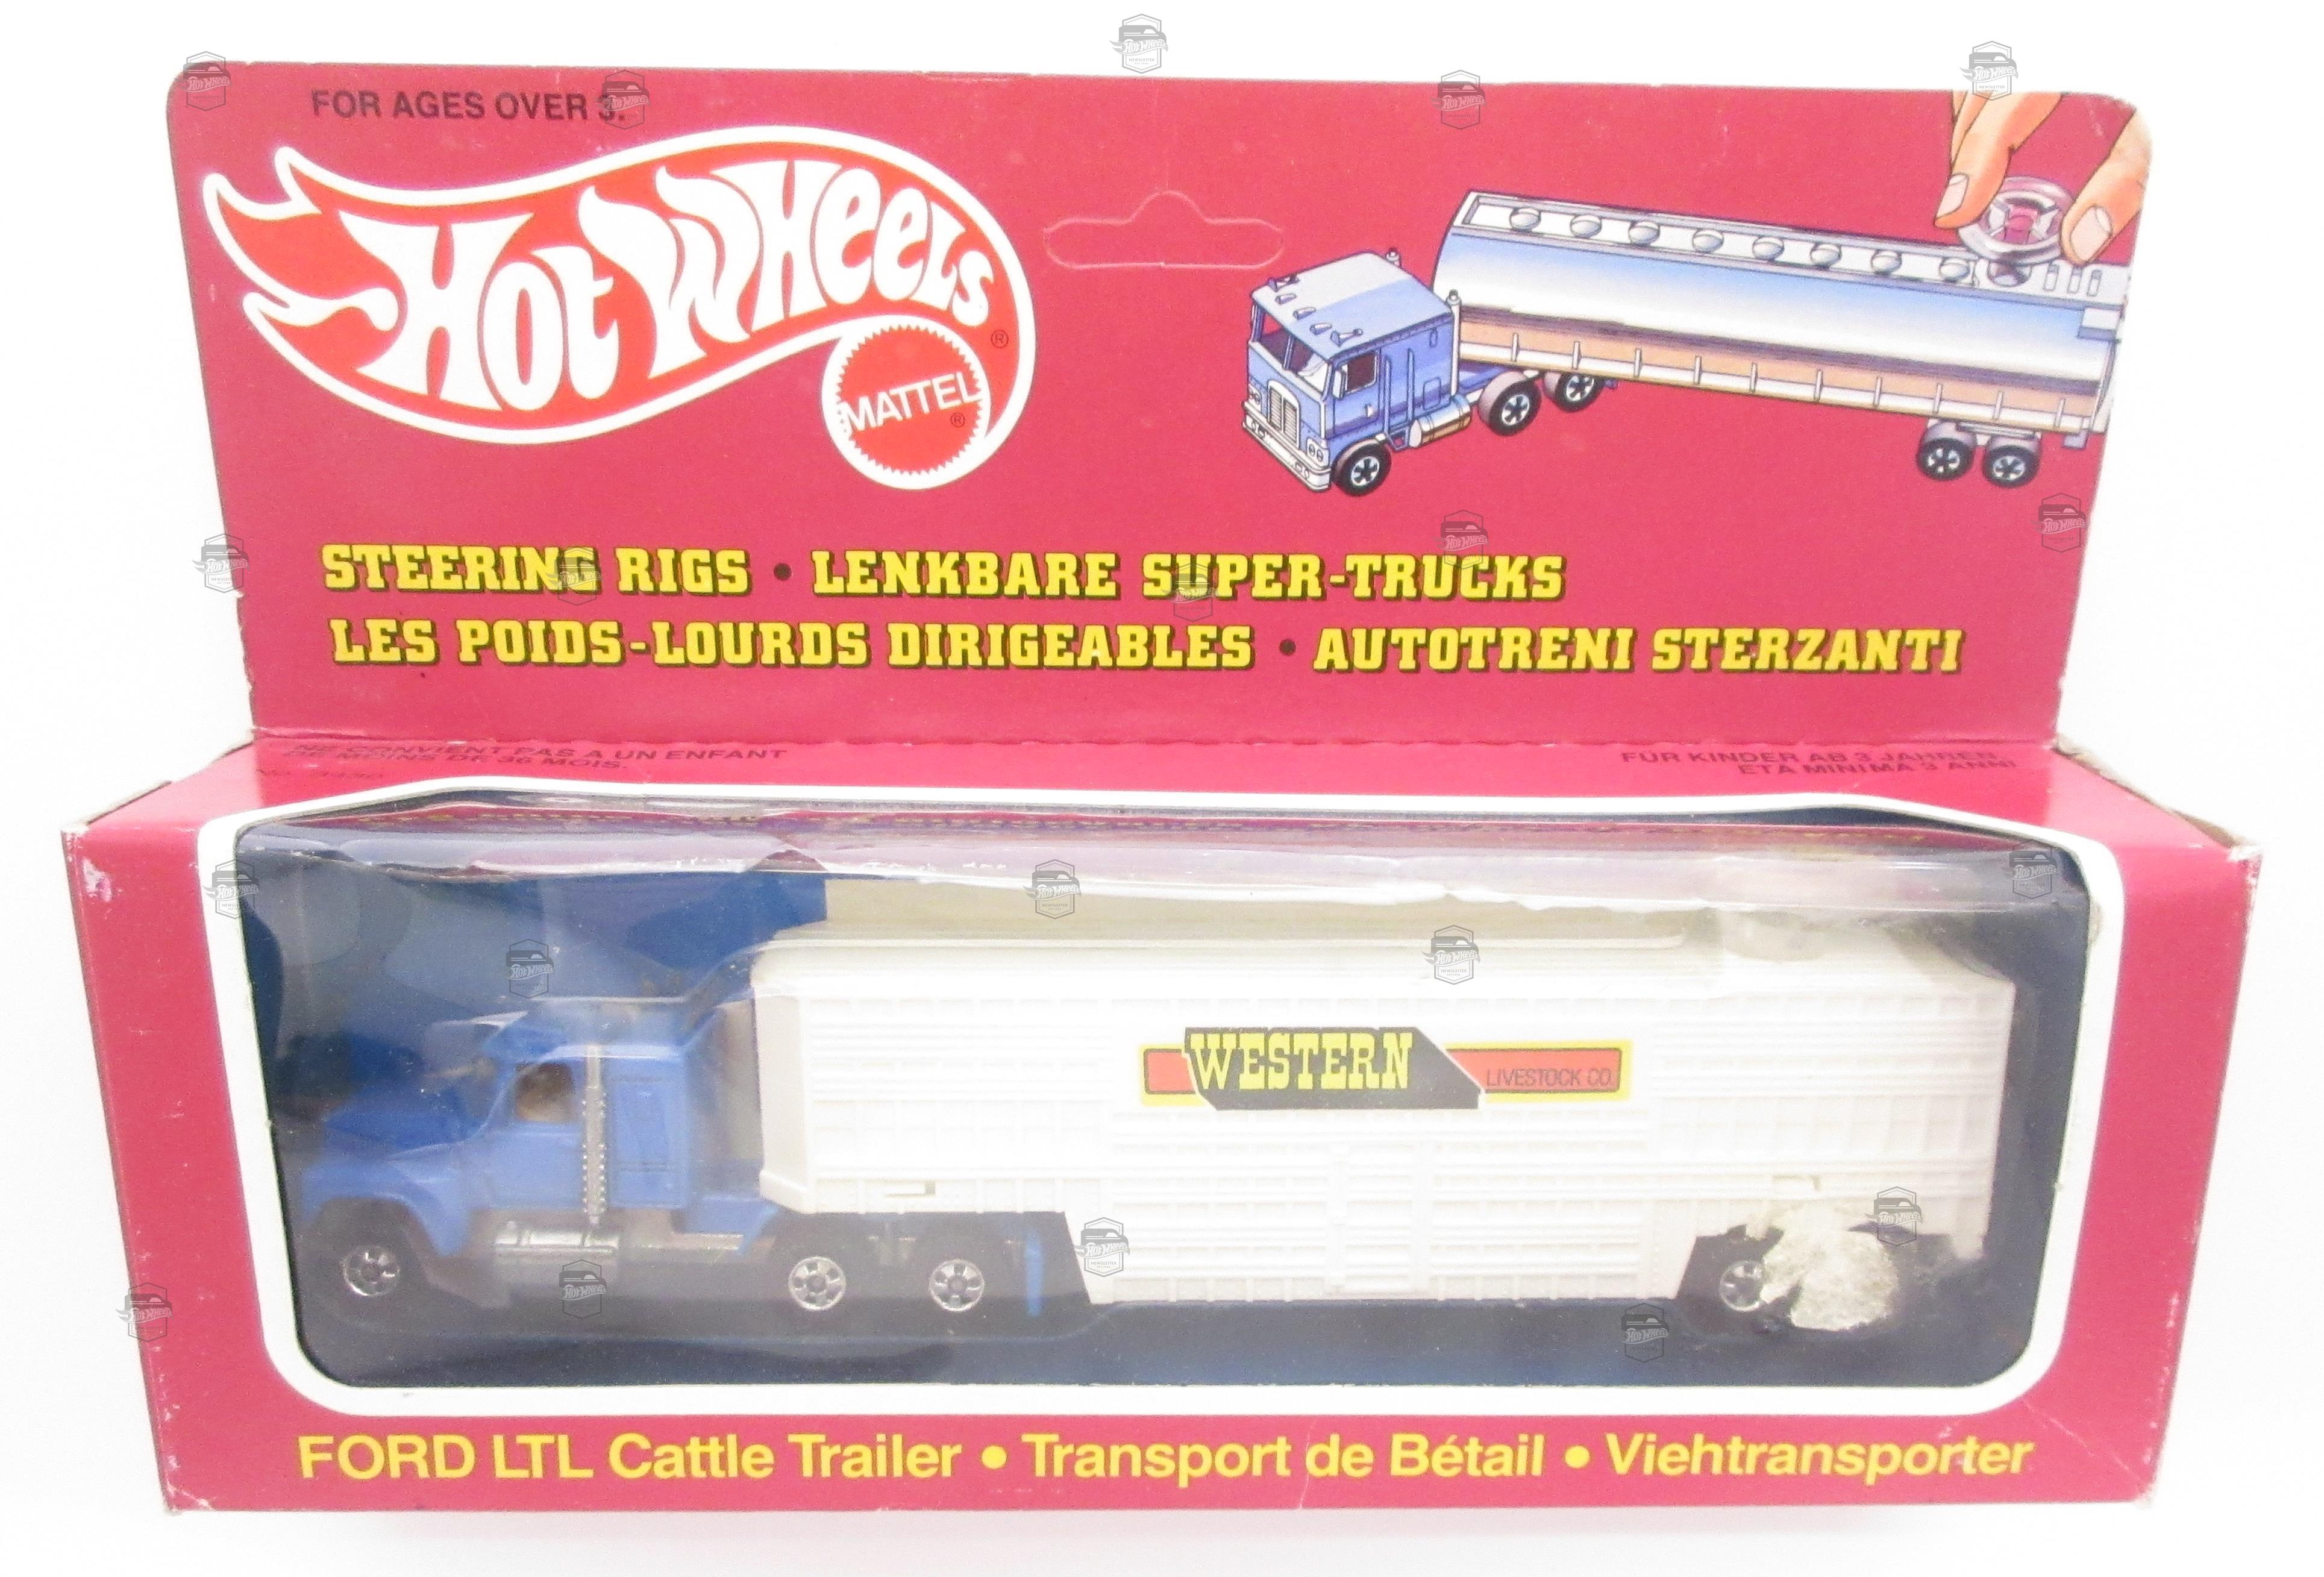 FOR AGES OVER 3.
HOT WHEELS ®
MATTEL ®
STEERING RIGS • LENKBARE SUPER-TRUCKS
LES POIDS-LOURDS DIRIGEABLES • AUTOTRENI STERZANTI
NE CONVIENT PAS A UN ENFANT
DE MOINS DE 36 MOIS.
FÜR KINDER AB 3 JAHREN
ETA MINIMA 3 ANNI
WESTERN
LIVESTOCK CO.
FORD LTL Cattle Trailer • Transport de Bétail • Viehtransporter